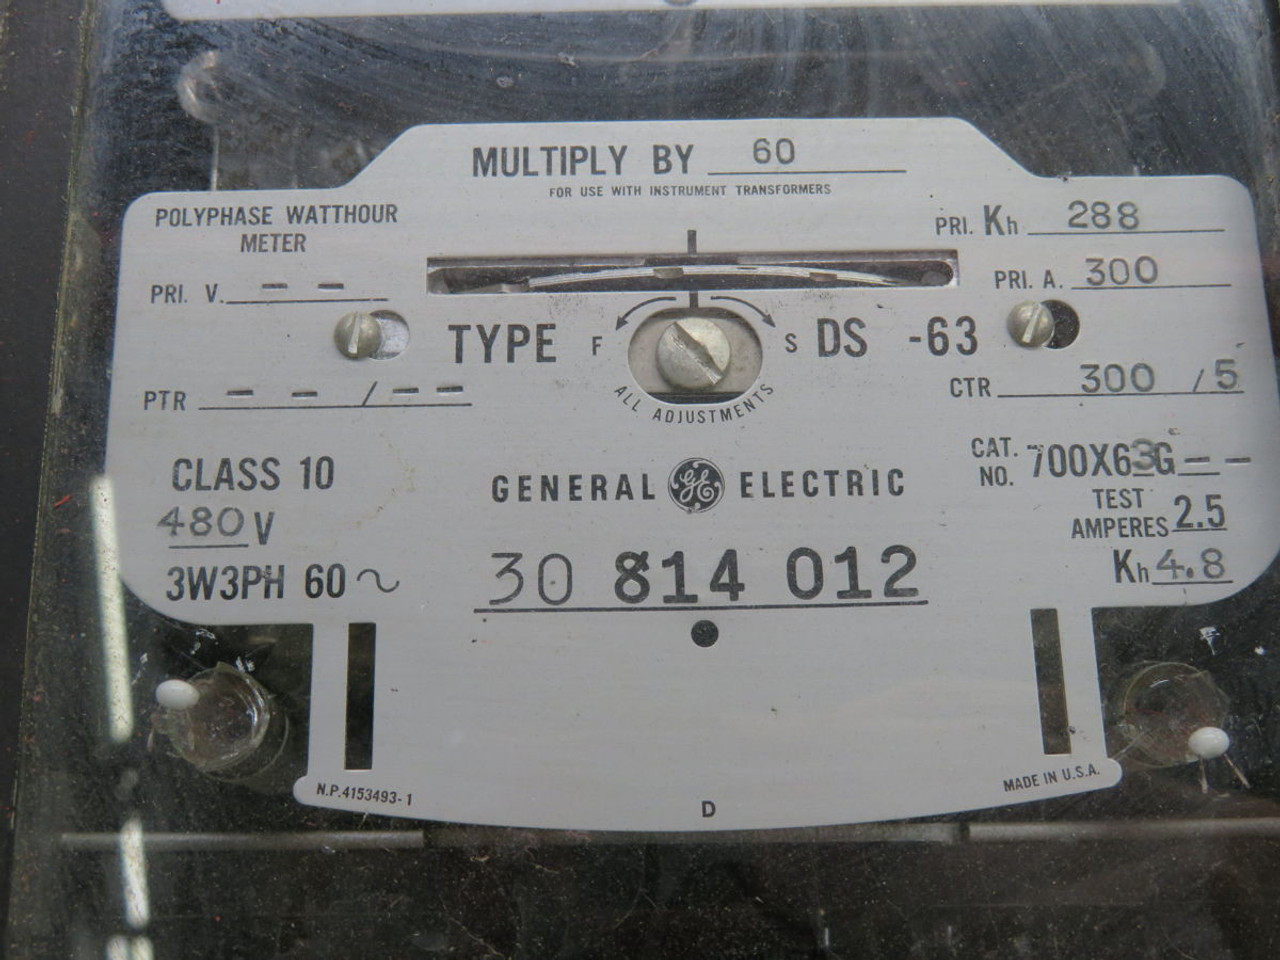 MULTIPLY BY 60
FOR USE WITH INSTRUMENT TRANSFORMERS
POLYPHASE WATTHOUR
METER
PRI. Kh 288
PRI. V. – –
PRI. A. 300
TYPE F S DS -63
ALL ADJUSTMENTS
PTR – – / – –
CTR 300 / 5
CLASS 10
480 V
3W3PH 60~
GENERAL GE ELECTRIC
CAT. NO. 700X63G – –
TEST
AMPERES 2.5
Kh 4.8
30 814 012
N.P.4153493-1
D
MADE IN U.S.A.